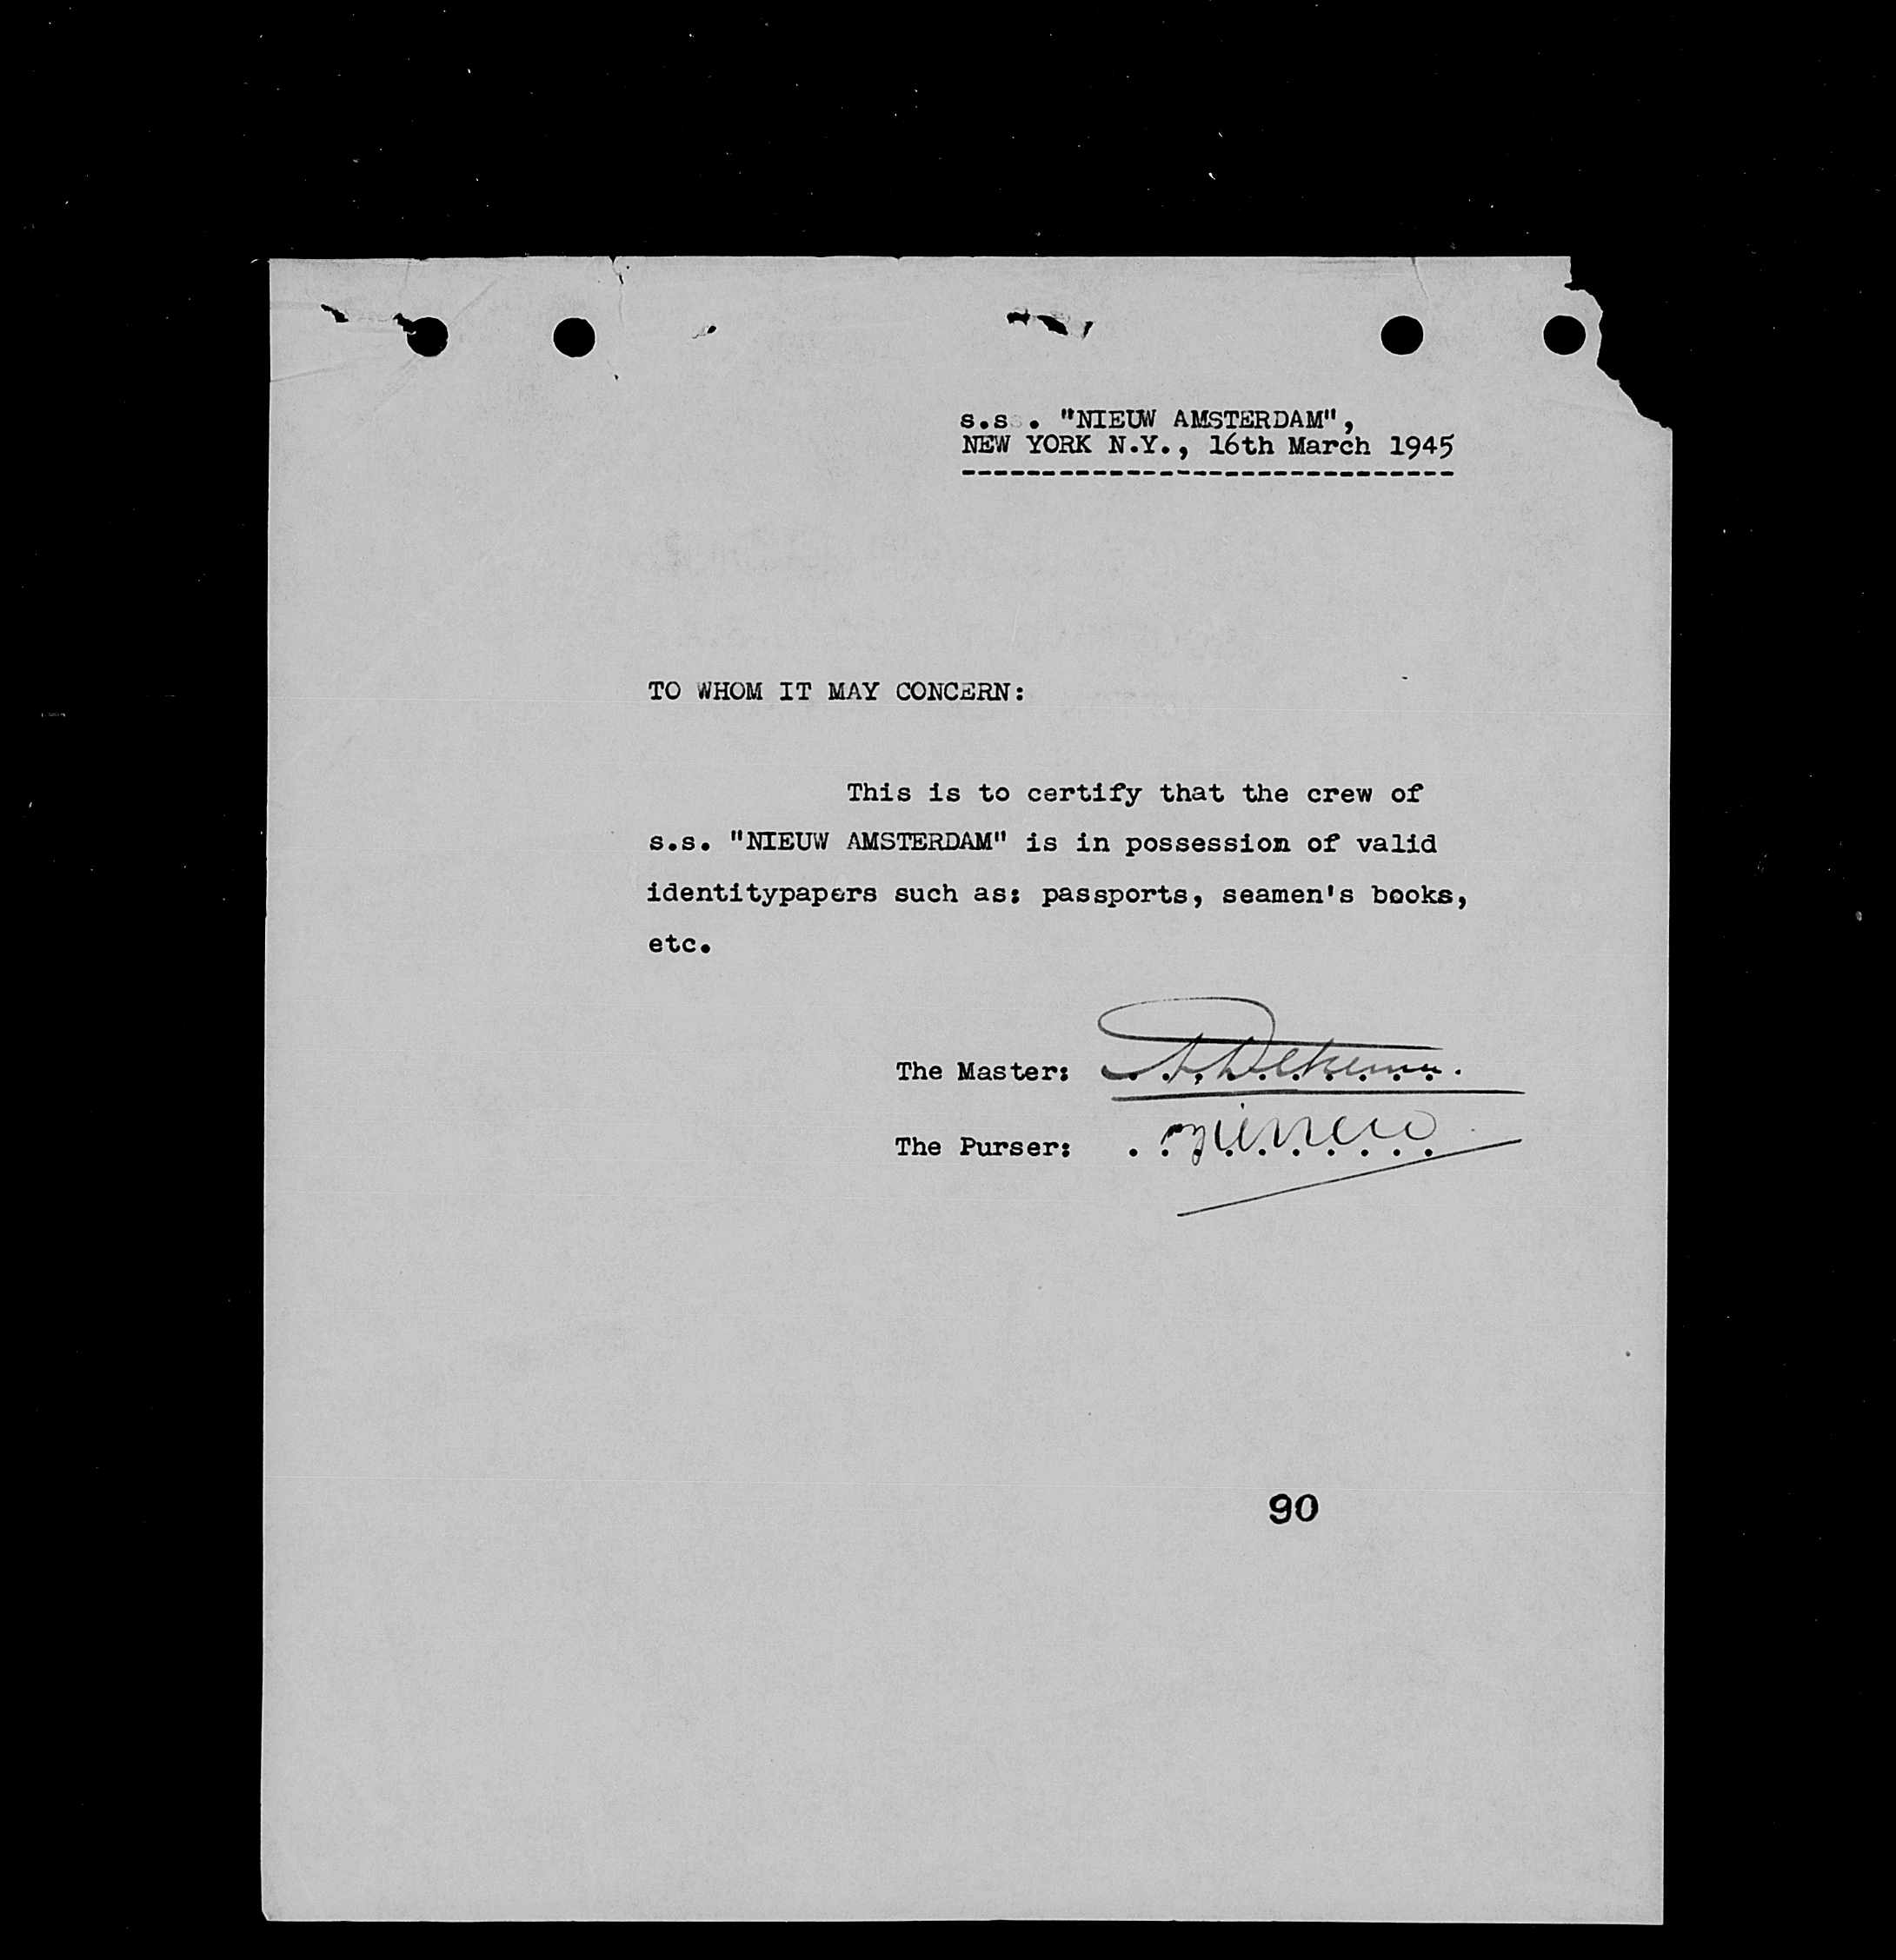 s.s. "NIEUW AMSTERDAM",
NEW YORK N.Y., 16th March 1945
TO WHOM IT MAY CONCERN:
This is to certify that the crew of
s.s. "NIEUW AMSTERDAM" is in possession of valid
identitypapers such as: passports, seamen's books,
etc.
The Master:
The Purser:
90